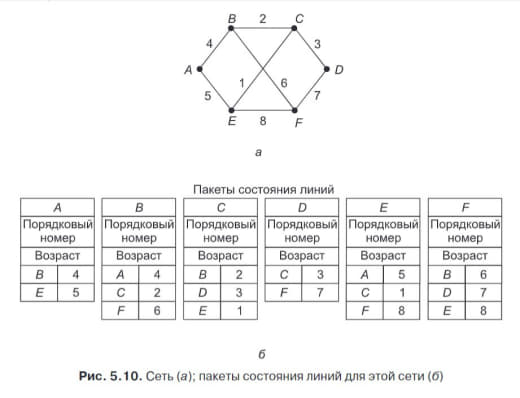 B 2 C
4 3
A D
1 6
5 7
E 8 F
а
Пакеты состояния линий
A B C D E F
Порядковый номер Порядковый номер Порядковый номер Порядковый номер Порядковый номер Порядковый номер
Возраст Возраст Возраст Возраст Возраст Возраст
B 4 A 4 B 2 C 3 A 5 B 6
E 5 C 2 D 3 F 7 C 1 D 7
F 6 E 1 F 8 E 8
б
Рис. 5.10. Сеть (а); пакеты состояния линий для этой сети (б)